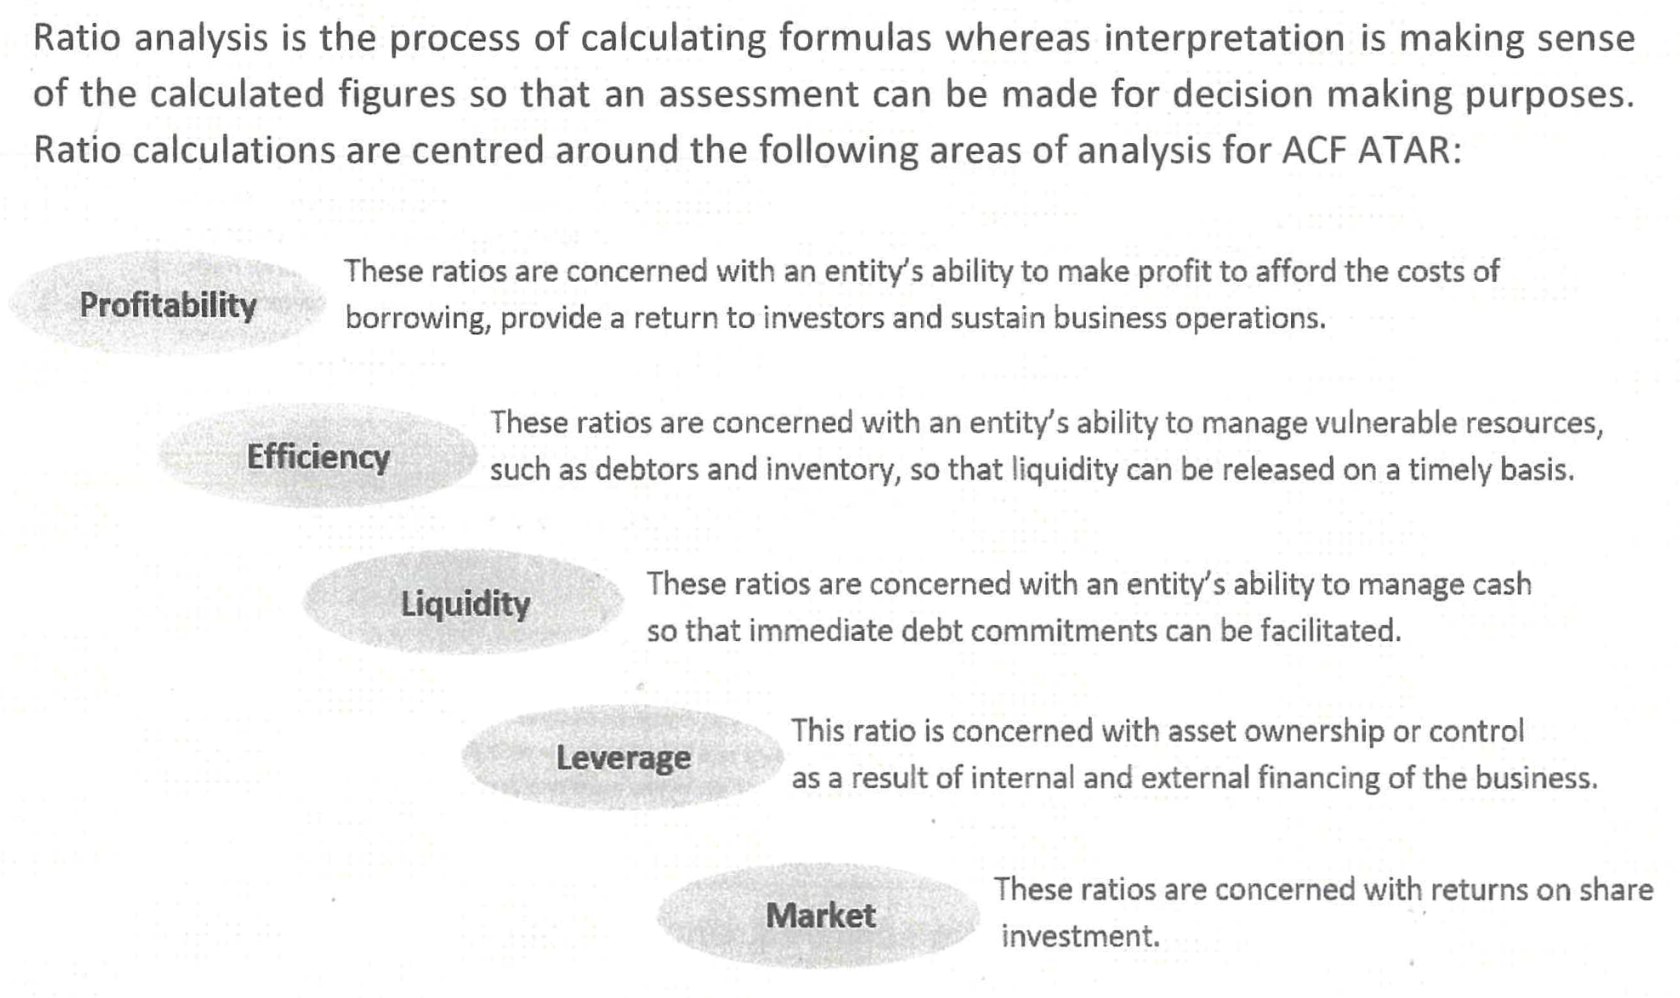 Ratio analysis is the process of calculating formulas whereas interpretation is making sense
of the calculated figures so that an assessment can be made for decision making purposes.
Ratio calculations are centred around the following areas of analysis for ACF ATAR:
Profitability
These ratios are concerned with an entity's ability to make profit to afford the costs of
borrowing, provide a return to investors and sustain business operations.
Efficiency
These ratios are concerned with an entity's ability to manage vulnerable resources,
such as debtors and inventory, so that liquidity can be released on a timely basis.
Liquidity
These ratios are concerned with an entity's ability to manage cash
so that immediate debt commitments can be facilitated.
Leverage
This ratio is concerned with asset ownership or control
as a result of internal and external financing of the business.
Market
These ratios are concerned with returns on share
investment.